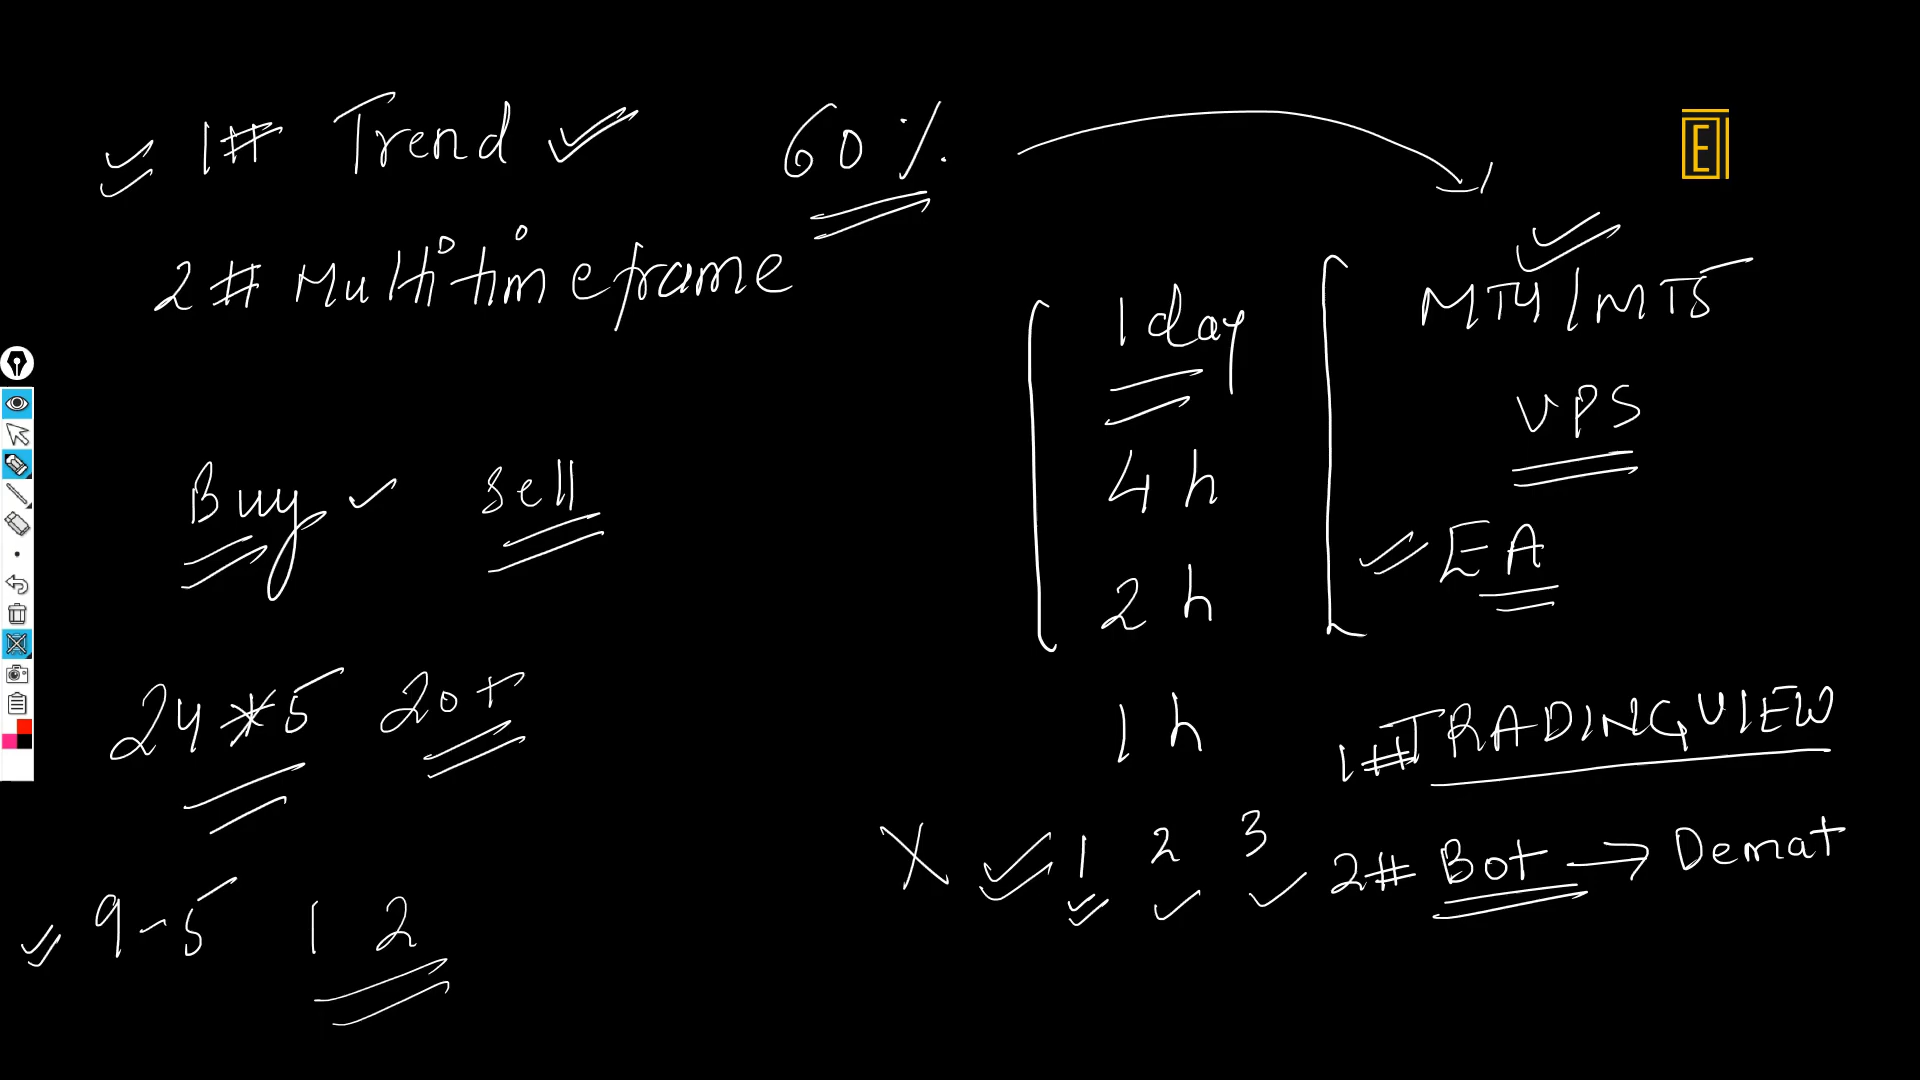 1# Trend 60%
E
2# Multitimeframe
1 day
MT4/MT5
VPS
4 h
Buy Sell
EA
2 h
24*5 20+
1 h
1# TRADINGVIEW
X 1 2 3
2# Bot → Demat
9-5 1 2